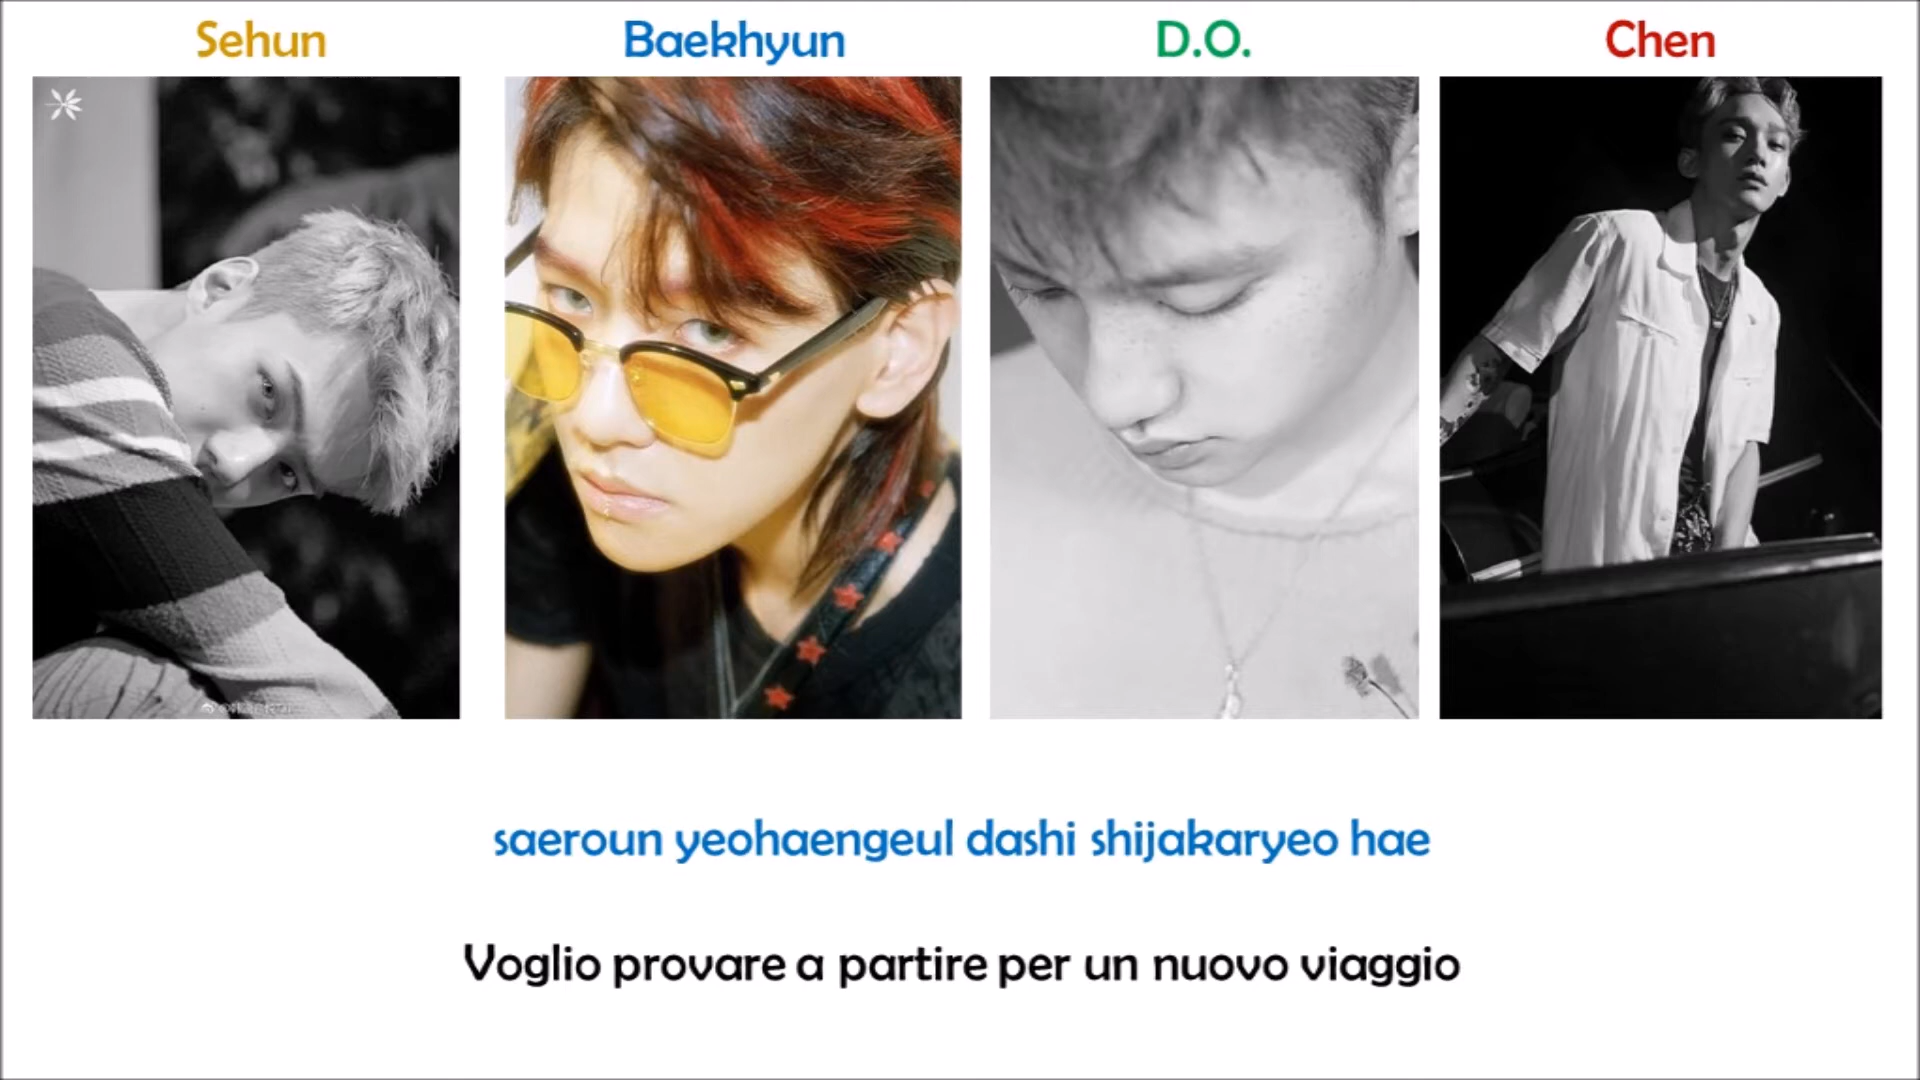 Sehun
Baekhyun
D.O.
Chen
saeroun yeohaengeul dashi shijakaryeo hae
Voglio provare a partire per un nuovo viaggio